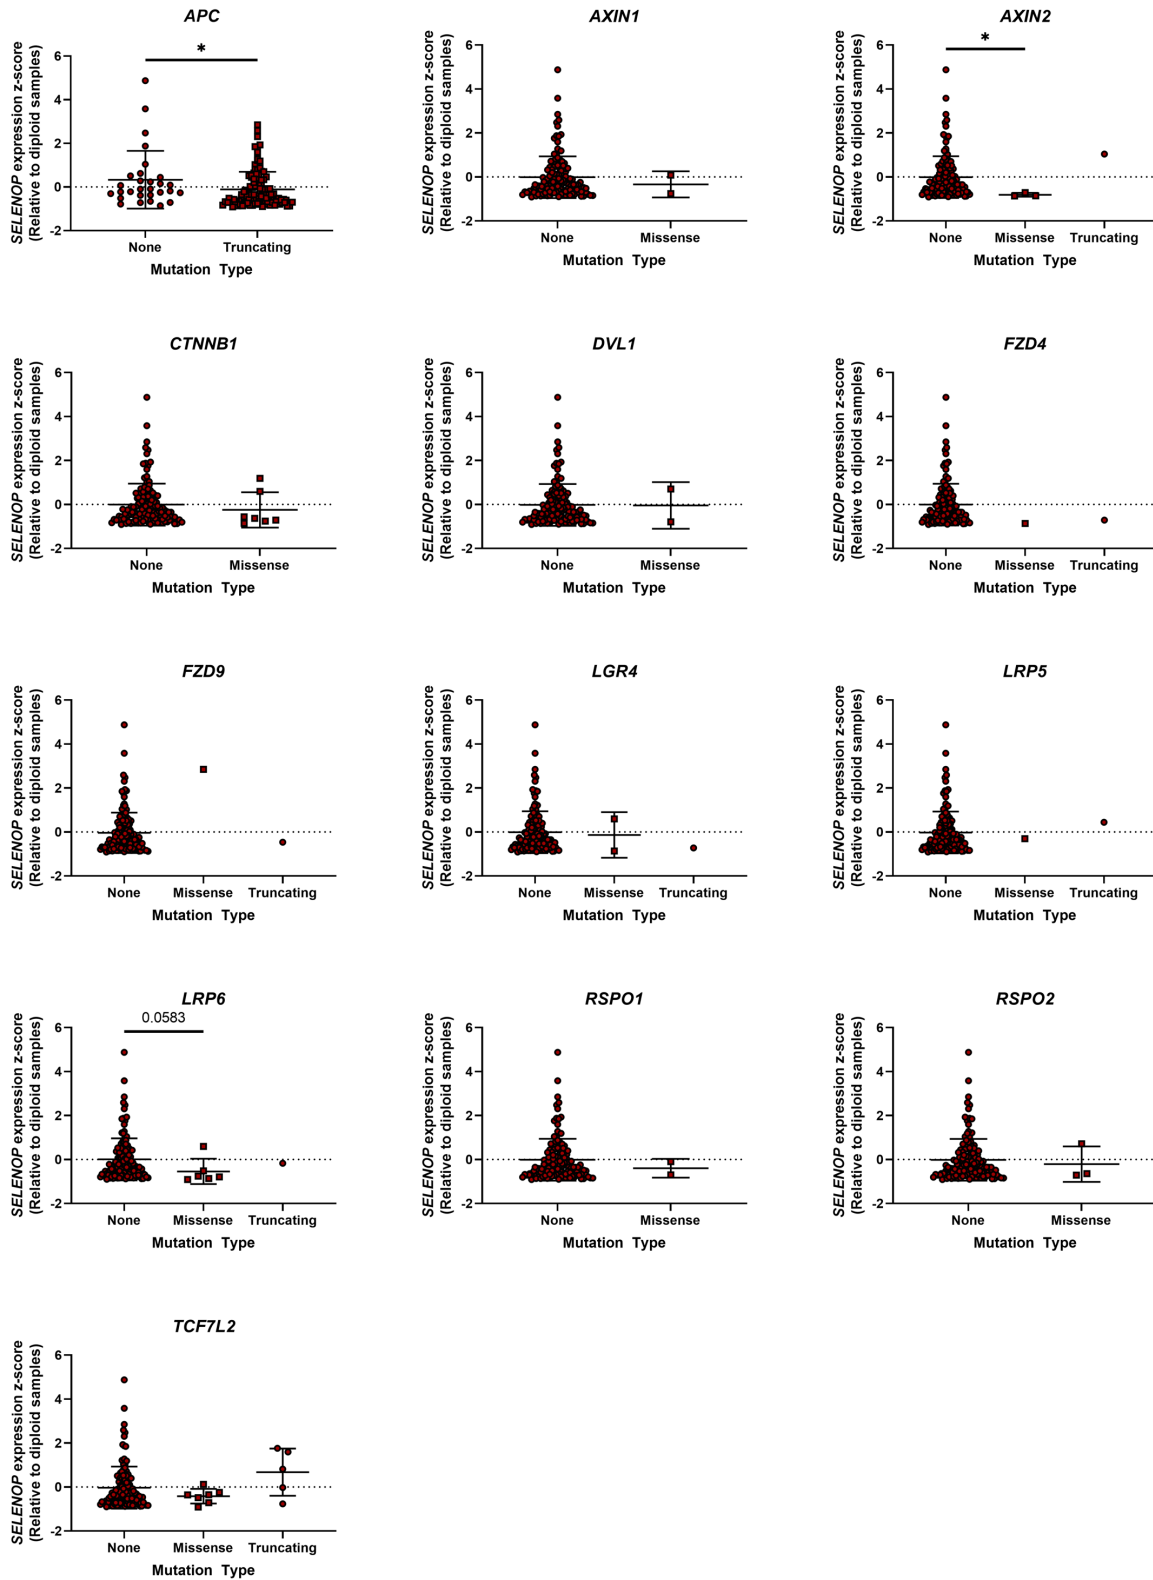 APC
SELENOP expression z-score
(Relative to diploid samples)
6
4
2
0
-2
*
None
Truncating
Mutation Type
AXIN1
SELENOP expression z-score
(Relative to diploid samples)
6
4
2
0
-2
None
Missense
Mutation Type
AXIN2
SELENOP expression z-score
(Relative to diploid samples)
6
4
2
0
-2
*
None
Missense
Truncating
Mutation Type
CTNNB1
SELENOP expression z-score
(Relative to diploid samples)
6
4
2
0
-2
None
Missense
Mutation Type
DVL1
SELENOP expression z-score
(Relative to diploid samples)
6
4
2
0
-2
None
Missense
Mutation Type
FZD4
SELENOP expression z-score
(Relative to diploid samples)
6
4
2
0
-2
None
Missense
Truncating
Mutation Type
FZD9
SELENOP expression z-score
(Relative to diploid samples)
6
4
2
0
-2
None
Missense
Truncating
Mutation Type
LGR4
SELENOP expression z-score
(Relative to diploid samples)
6
4
2
0
-2
None
Missense
Truncating
Mutation Type
LRP5
SELENOP expression z-score
(Relative to diploid samples)
6
4
2
0
-2
None
Missense
Truncating
Mutation Type
LRP6
SELENOP expression z-score
(Relative to diploid samples)
6
4
2
0
-2
0.0583
None
Missense
Truncating
Mutation Type
RSPO1
SELENOP expression z-score
(Relative to diploid samples)
6
4
2
0
-2
None
Missense
Mutation Type
RSPO2
SELENOP expression z-score
(Relative to diploid samples)
6
4
2
0
-2
None
Missense
Mutation Type
TCF7L2
SELENOP expression z-score
(Relative to diploid samples)
6
4
2
0
-2
None
Missense
Truncating
Mutation Type